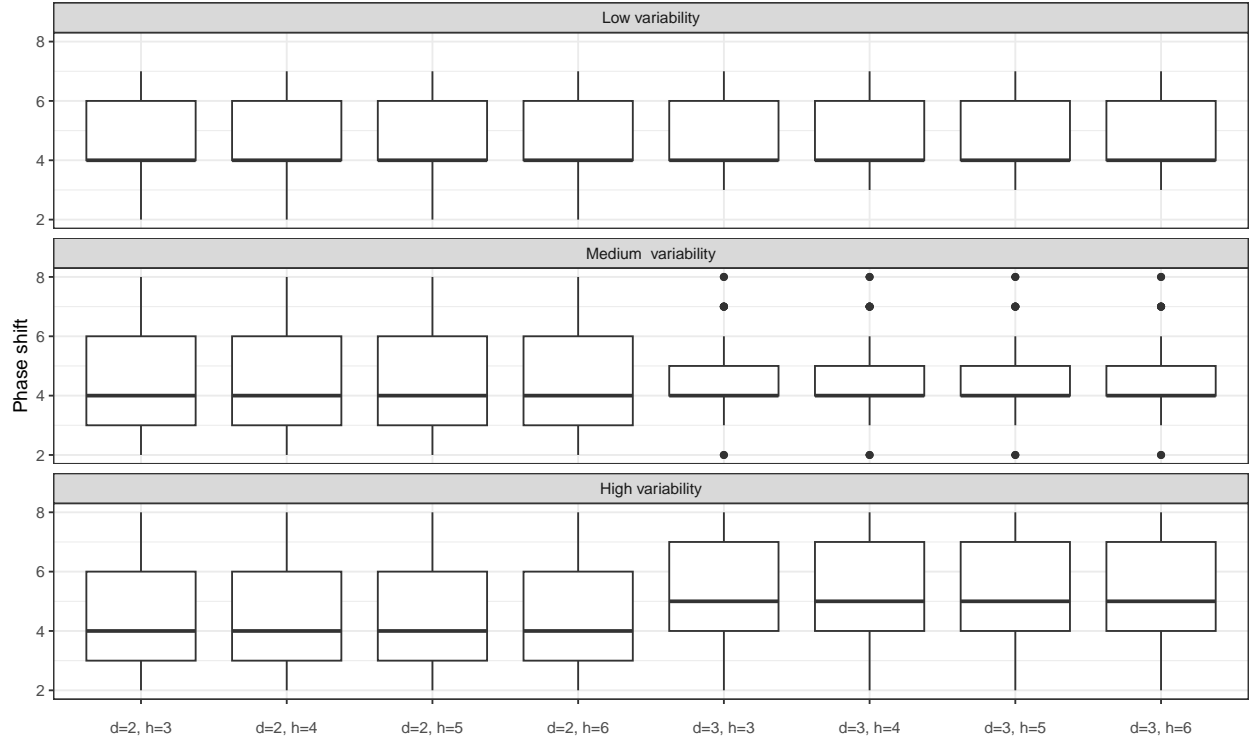 Low variability
8
6
4
2
Medium  variability
8
6
4
2
Phase shift
High variability
8
6
4
2
d=2, h=3 d=2, h=4 d=2, h=5 d=2, h=6 d=3, h=3 d=3, h=4 d=3, h=5 d=3, h=6